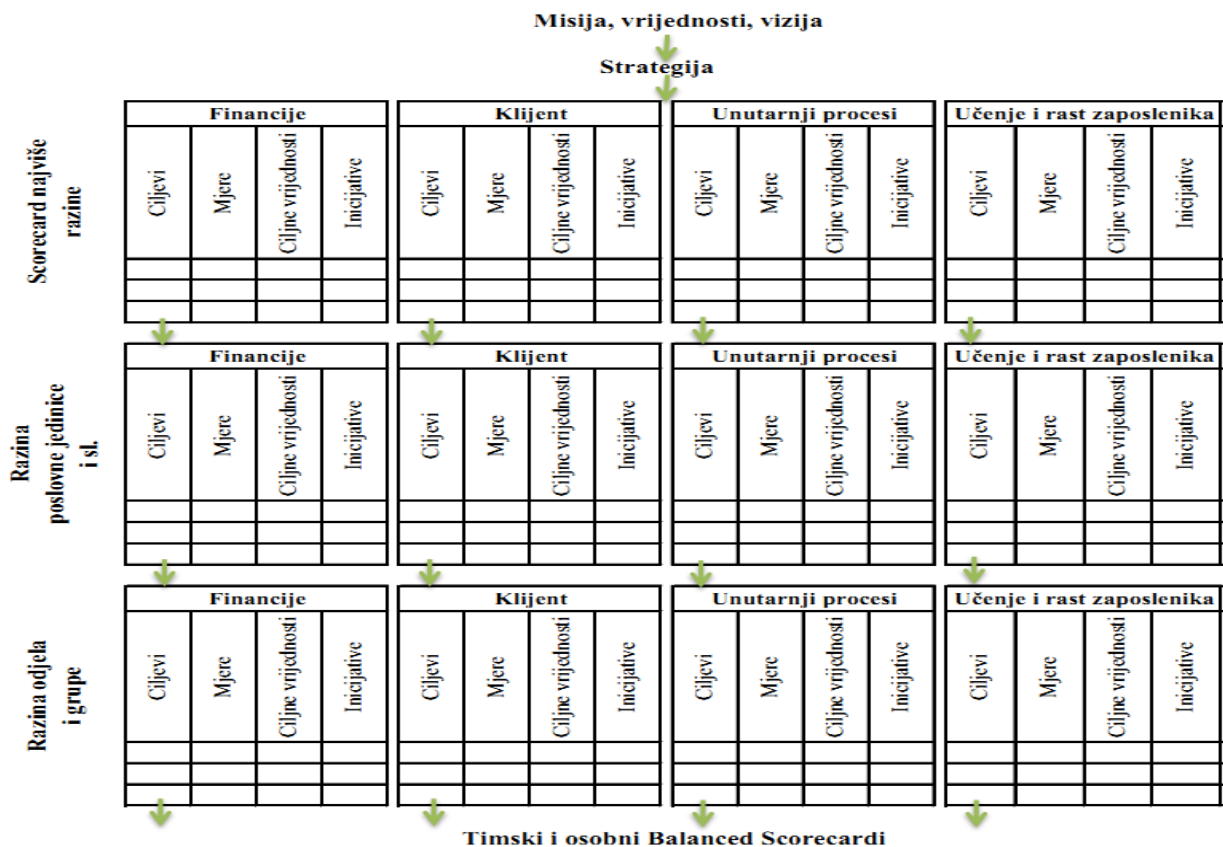 Misija, vrijednosti, vizija
Strategija
Scorecard najviše
razine
Financije
Ciljevi
Mjere
Ciljne vrijednosti
Inicijative
Klijent
Ciljevi
Mjere
Ciljne vrijednosti
Inicijative
Unutarnji procesi
Ciljevi
Mjere
Ciljne vrijednosti
Inicijative
Učenje i rast zaposlenika
Ciljevi
Mjere
Ciljne vrijednosti
Inicijative
Razina
poslovne jedinice
i sl.
Financije
Ciljevi
Mjere
Ciljne vrijednosti
Inicijative
Klijent
Ciljevi
Mjere
Ciljne vrijednosti
Inicijative
Unutarnji procesi
Ciljevi
Mjere
Ciljne vrijednosti
Inicijative
Učenje i rast zaposlenika
Ciljevi
Mjere
Ciljne vrijednosti
Inicijative
Razina odjela
i grupe
Financije
Ciljevi
Mjere
Ciljne vrijednosti
Inicijative
Klijent
Ciljevi
Mjere
Ciljne vrijednosti
Inicijative
Unutarnji procesi
Ciljevi
Mjere
Ciljne vrijednosti
Inicijative
Učenje i rast zaposlenika
Ciljevi
Mjere
Ciljne vrijednosti
Inicijative
Timski i osobni Balanced Scorecardi